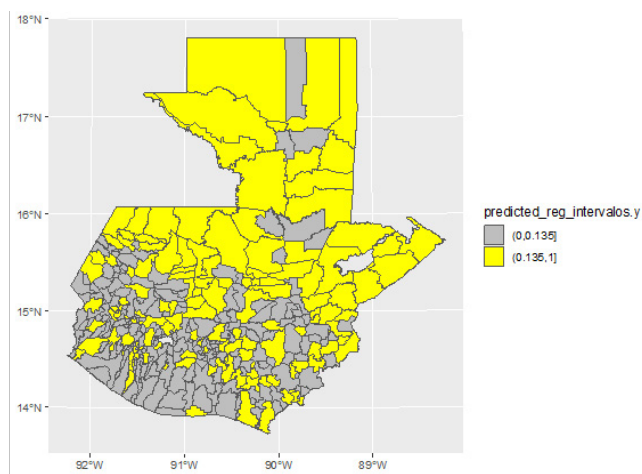 18°N
17°N
16°N
15°N
14°N
92°W 91°W 90°W 89°W
predicted_reg_intervalos.y
(0,0.135]
(0.135,1]